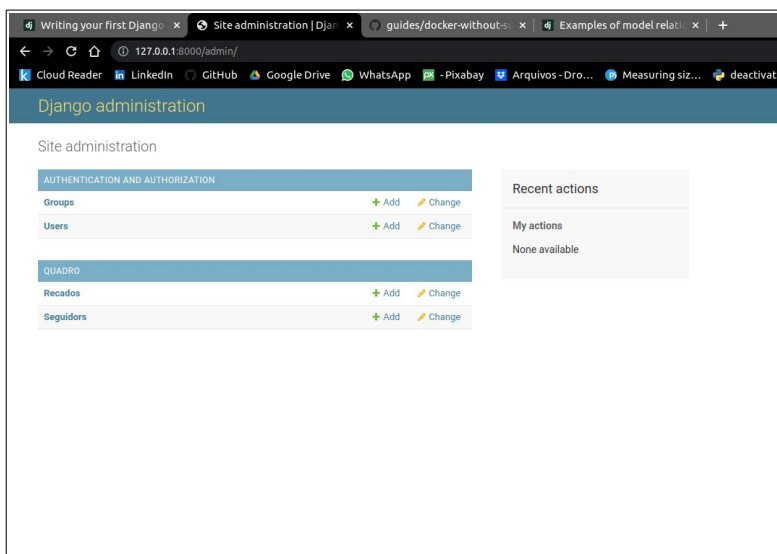 Writing your first Django
Site administration | Djan
guides/docker-without-su
Examples of model relatio
127.0.0.1:8000/admin/
Cloud Reader LinkedIn GitHub Google Drive WhatsApp - Pixabay Arquivos - Dro... Measuring siz... deactivat
Django administration
Site administration
AUTHENTICATION AND AUTHORIZATION
Groups + Add Change
Users + Add Change
QUADRO
Recados + Add Change
Seguidors + Add Change
Recent actions
My actions
None available